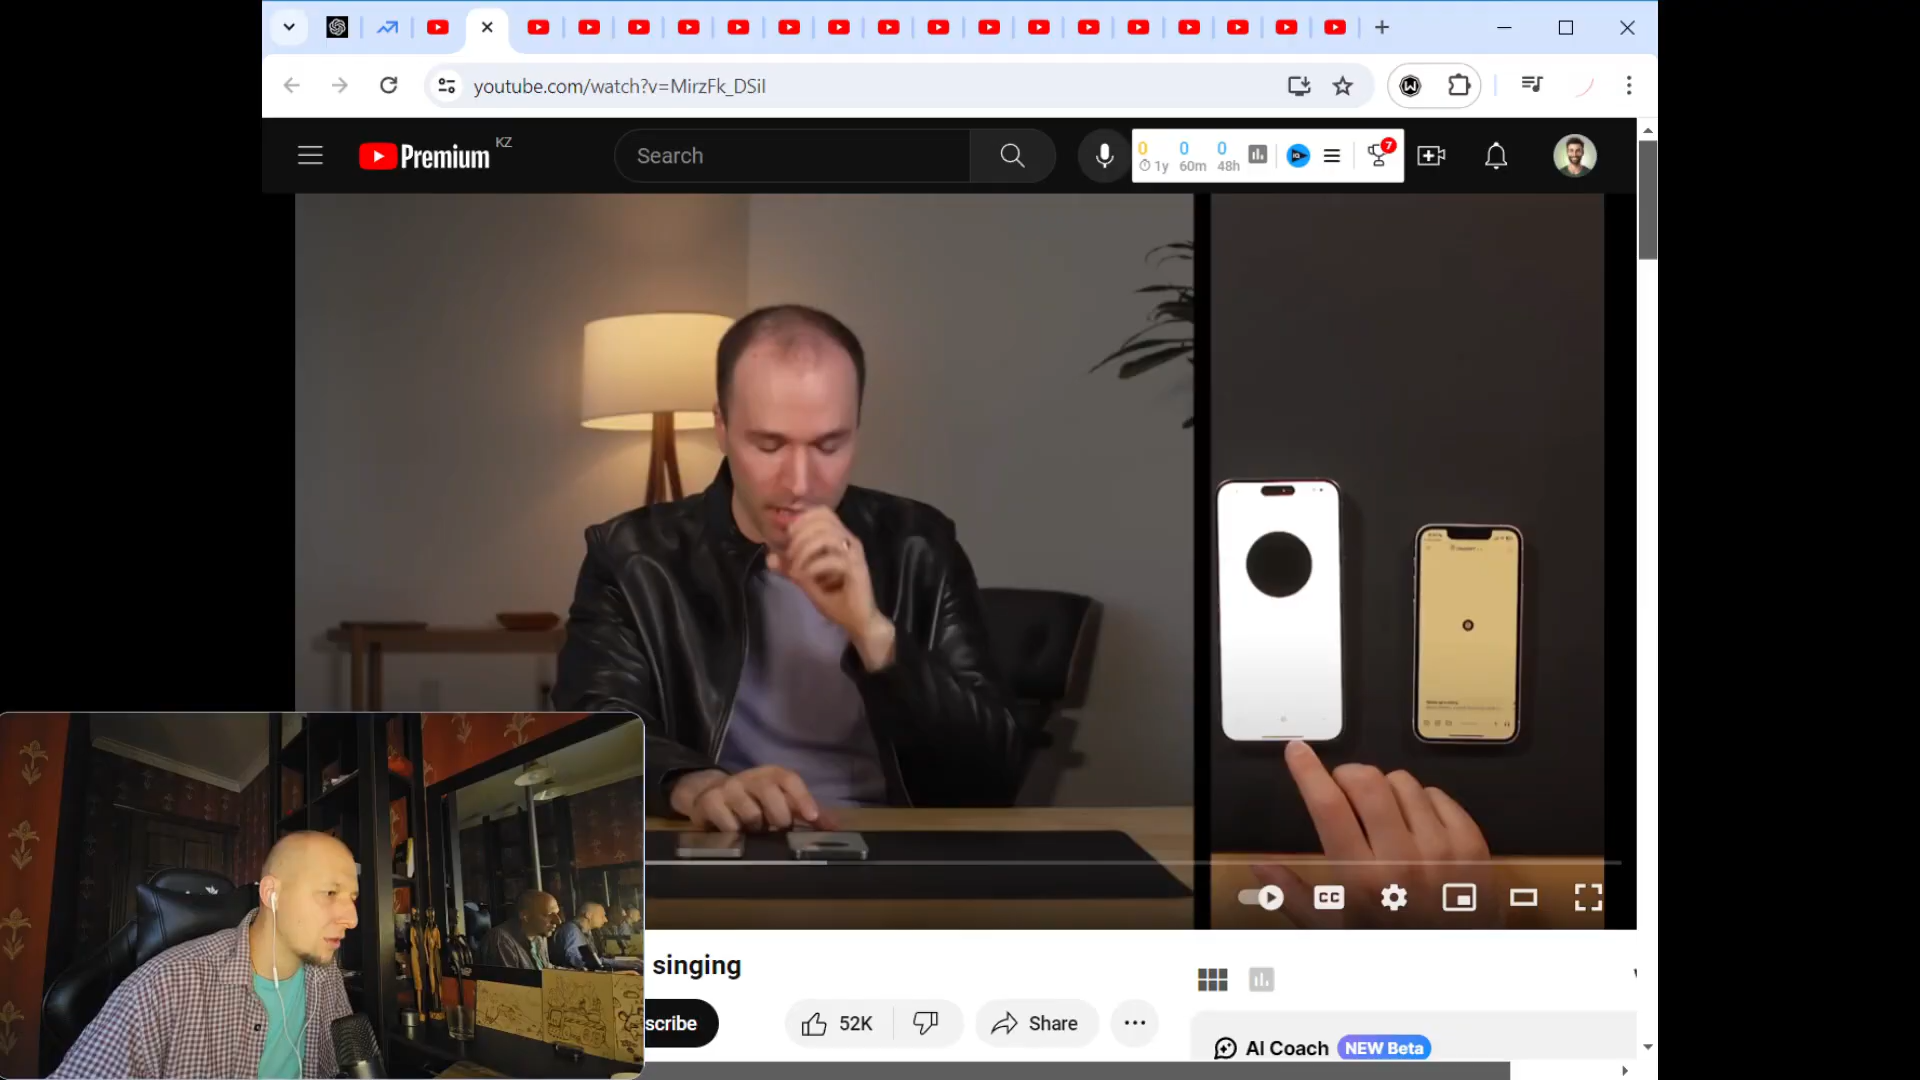 youtube.com/watch?v=MirzFk_DSiI
Premium KZ
Search
0 0 0
1y 60m 48h
7
CC
singing
scribe
52K
Share
AI Coach NEW Beta